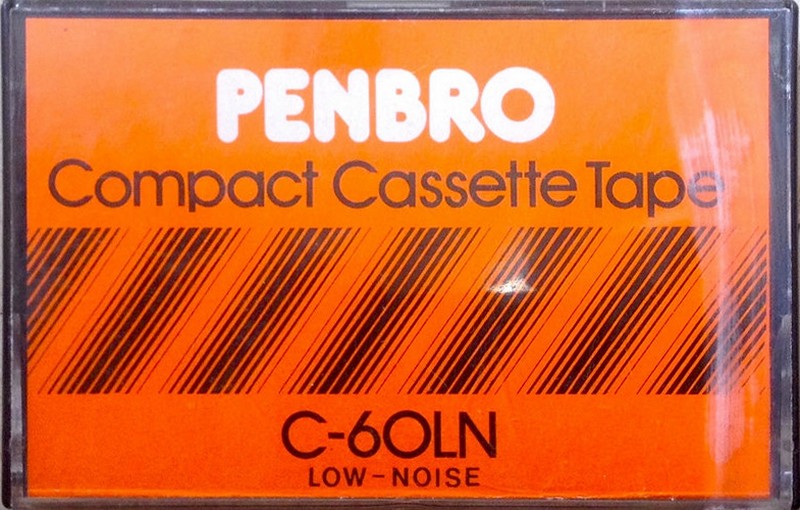 PENBRO
Compact Cassette Tape
C-60LN
LOW-NOISE